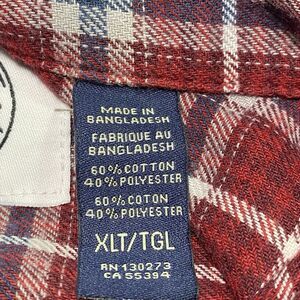 MADE IN
BANGLADESH
FABRIQUE AU
BANGLADESH
60% COTTON
40% POLYESTER
60% COTON
40% POLYESTER
XLT/TGL
RN 130273
CA 55394